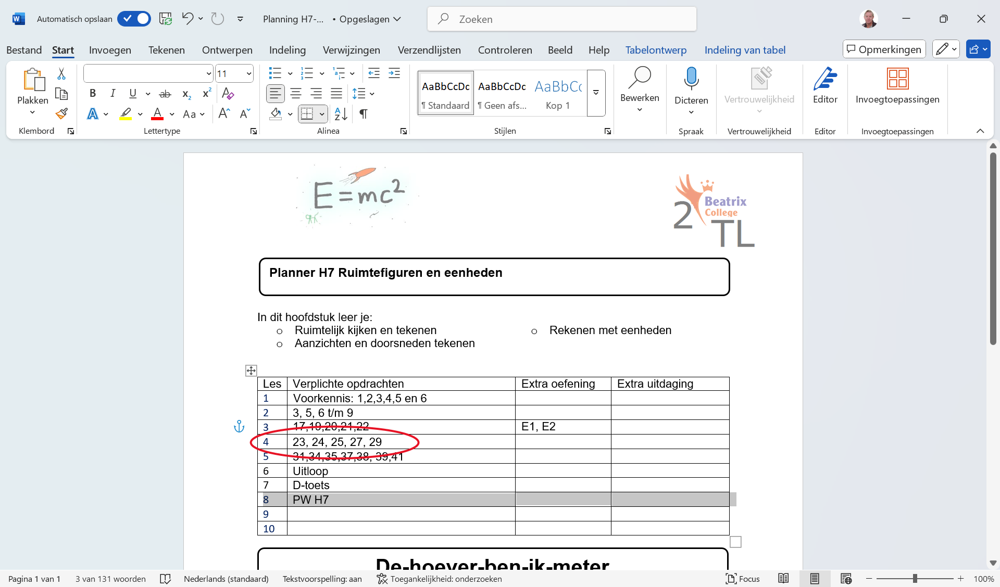 Automatisch opslaan Planning H7-... • Opgeslagen Zoeken
Bestand Start Invoegen Tekenen Ontwerpen Indeling Verwijzingen Verzendlijsten Controleren Beeld Help Tabelontwerp Indeling van tabel Opmerkingen
Plakken
Klembord
11
Lettertype
Alinea
AaBbCcDc AaBbCcDc AaBbCc
¶ Standaard ¶ Geen afs... Kop 1
Stijlen
Bewerken
Dicteren
Spraak
Vertrouwelijkheid
Vertrouwelijkheid
Editor
Editor
Invoegtoepassingen
Invoegtoepassingen
E=mc²
Beatrix
College
2
TL
Planner H7 Ruimtefiguren en eenheden
In dit hoofdstuk leer je:
o Ruimtelijk kijken en tekenen o Rekenen met eenheden
o Aanzichten en doorsneden tekenen
Les Verplichte opdrachten Extra oefening Extra uitdaging
1 Voorkennis: 1,2,3,4,5 en 6
2 3, 5, 6 t/m 9
3 17,19,20,21,22 E1, E2
4 23, 24, 25, 27, 29
5 31,34,35,37,38, 39,41
6 Uitloop
7 D-toets
8 PW H7
9
10
De-hoever-ben-ik-meter
Pagina 1 van 1 3 van 131 woorden Nederlands (standaard) Tekstvoorspelling: aan Toegankelijkheid: onderzoeken Focus 100%